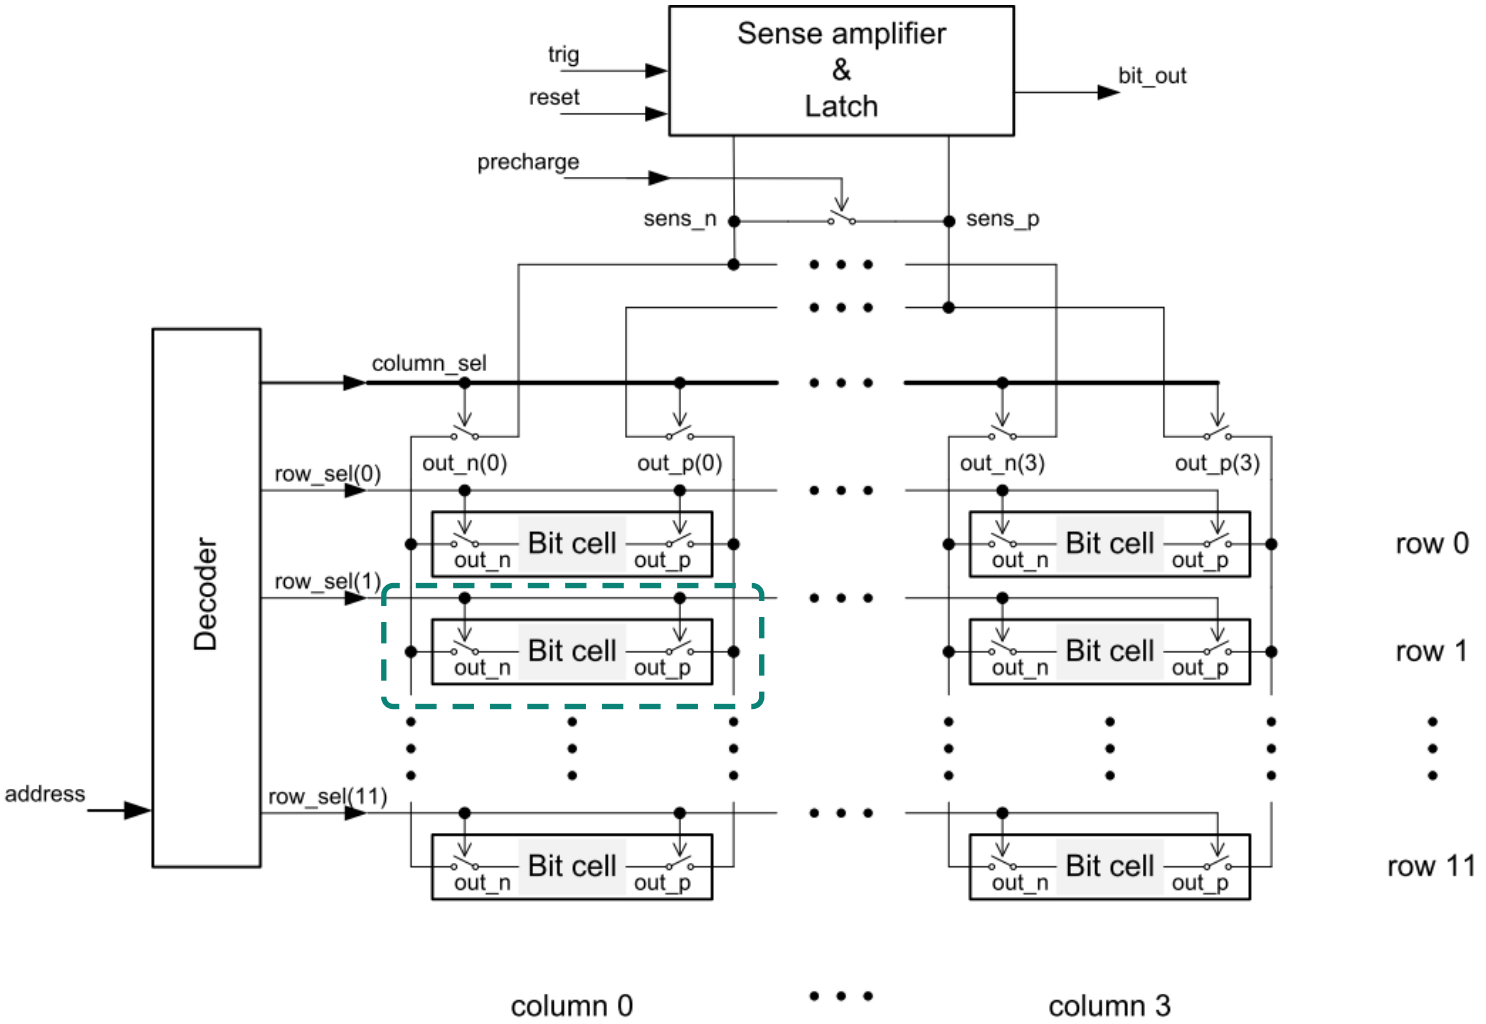 Sense amplifier
&
Latch
trig
reset
bit_out
precharge
sens_n
sens_p
column_sel
out_n(0)
out_p(0)
out_n(3)
out_p(3)
row_sel(0)
Bit cell
out_n
out_p
Bit cell
out_n
out_p
row 0
row_sel(1)
Bit cell
out_n
out_p
Bit cell
out_n
out_p
row 1
Decoder
address
row_sel(11)
Bit cell
out_n
out_p
Bit cell
out_n
out_p
row 11
column 0
column 3